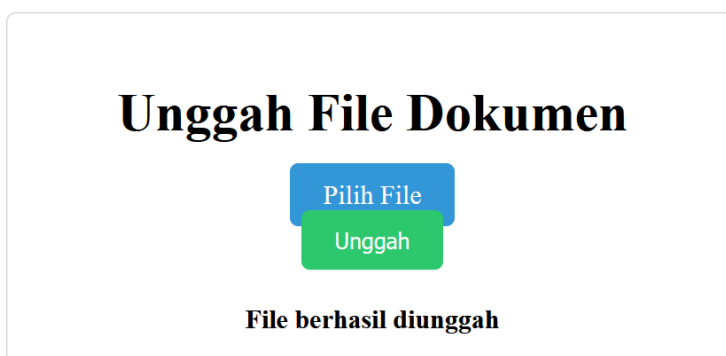 Unggah File Dokumen
Pilih File
Unggah
File berhasil diunggah